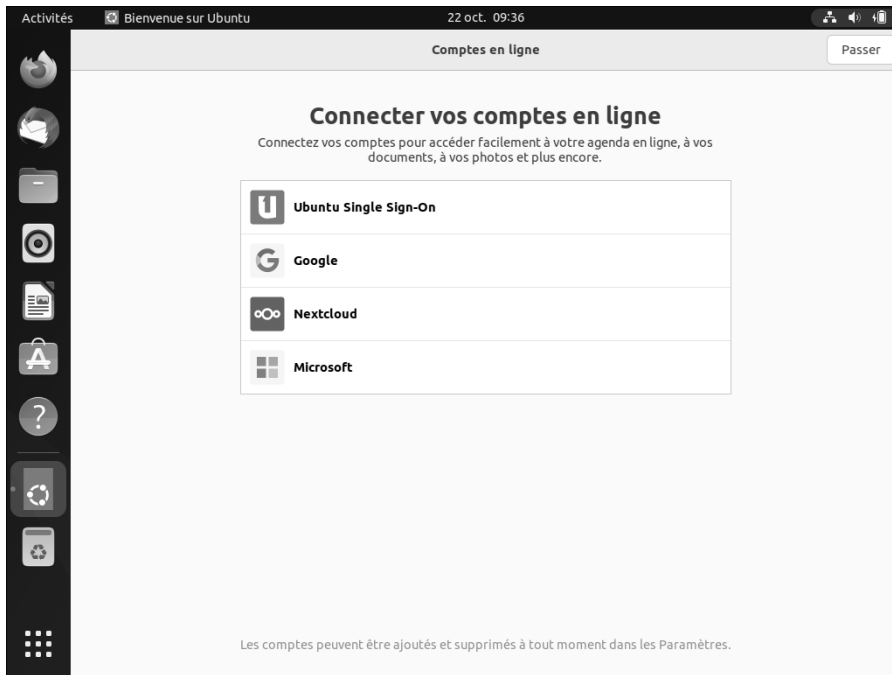 Activités Bienvenue sur Ubuntu 22 oct. 09:36
Comptes en ligne Passer
Connecter vos comptes en ligne
Connectez vos comptes pour accéder facilement à votre agenda en ligne, à vos
documents, à vos photos et plus encore.
Ubuntu Single Sign-On
Google
Nextcloud
Microsoft
Les comptes peuvent être ajoutés et supprimés à tout moment dans les Paramètres.